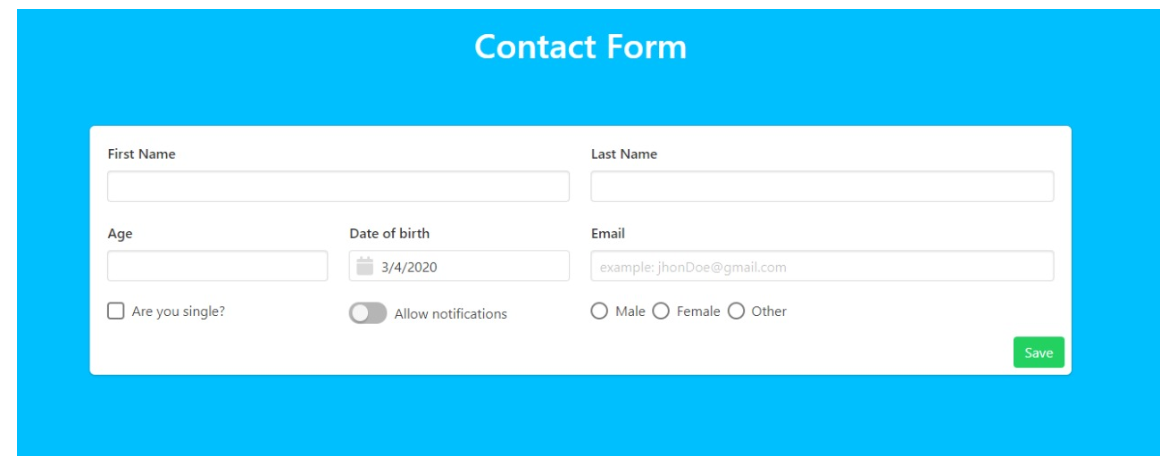 Contact Form
First Name
Last Name
Age
Date of birth
Email
3/4/2020
example: jhonDoe@gmail.com
Are you single?
Allow notifications
Male
Female
Other
Save